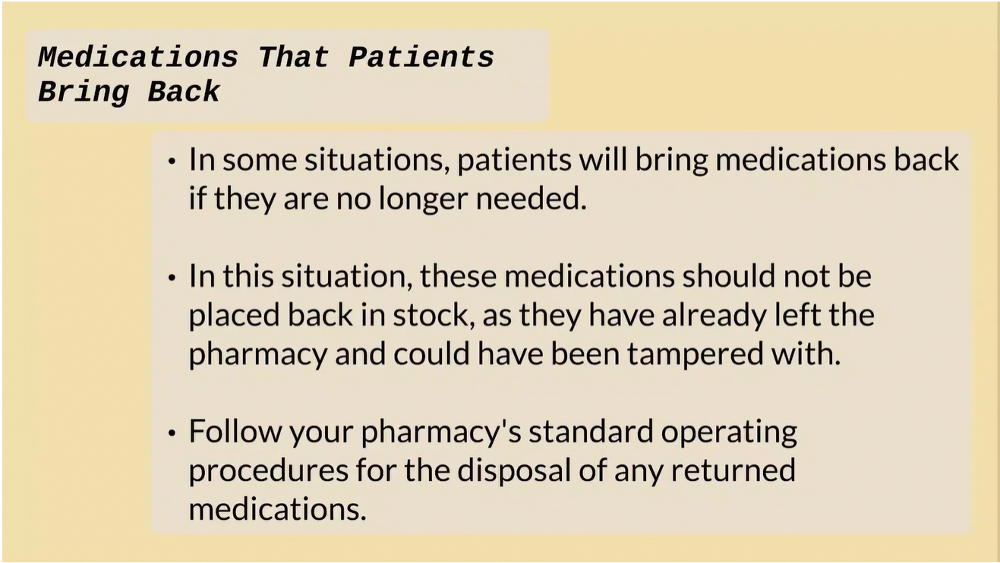 Medications That Patients
Bring Back
• In some situations, patients will bring medications back
if they are no longer needed.
• In this situation, these medications should not be
placed back in stock, as they have already left the
pharmacy and could have been tampered with.
• Follow your pharmacy's standard operating
procedures for the disposal of any returned
medications.